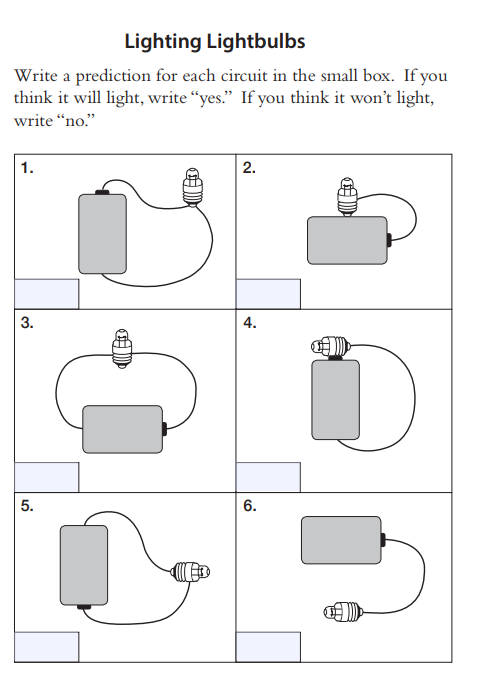 Lighting Lightbulbs
Write a prediction for each circuit in the small box.  If you
think it will light, write “yes.”  If you think it won’t light,
write “no.”
1.
2.
3.
4.
5.
6.